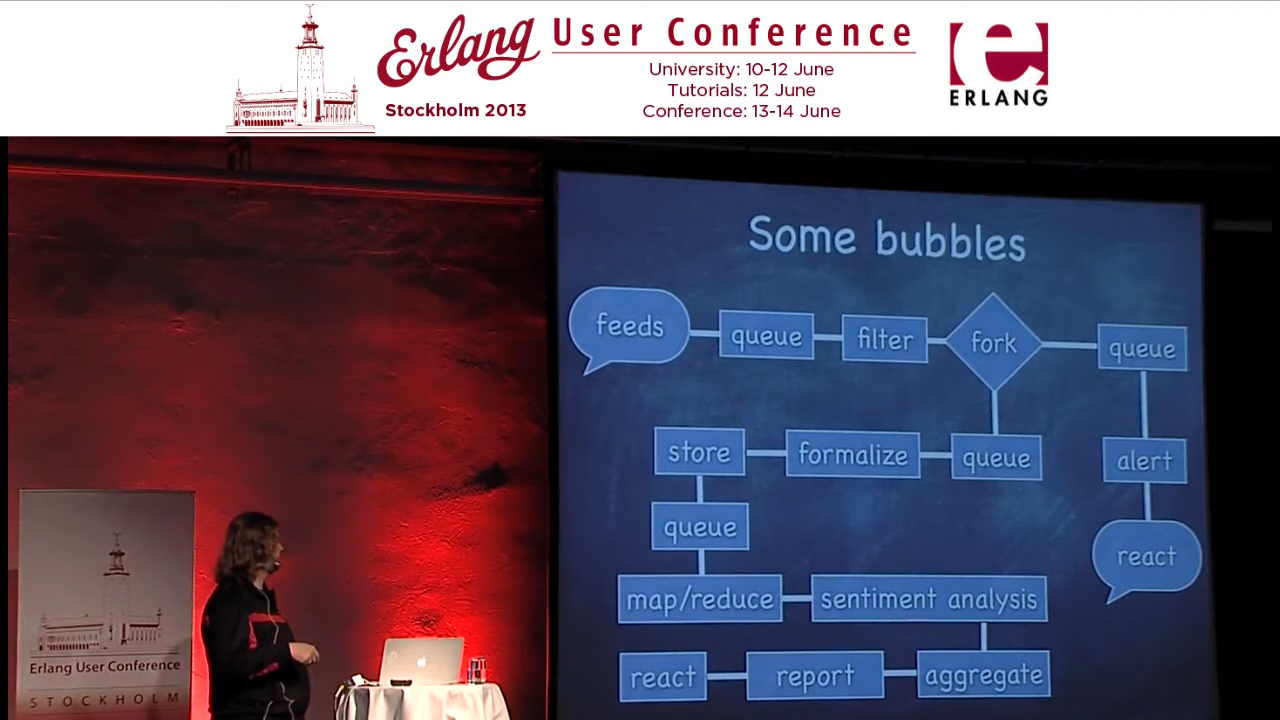 Erlang User Conference
University: 10-12 June
Tutorials: 12 June
Stockholm 2013
Conference: 13-14 June
ERLANG
Some bubbles
feeds
queue
filter
fork
queue
store
formalize
queue
alert
queue
react
map/reduce
sentiment analysis
react
report
aggregate
Erlang User Conference
STOCKHOLM